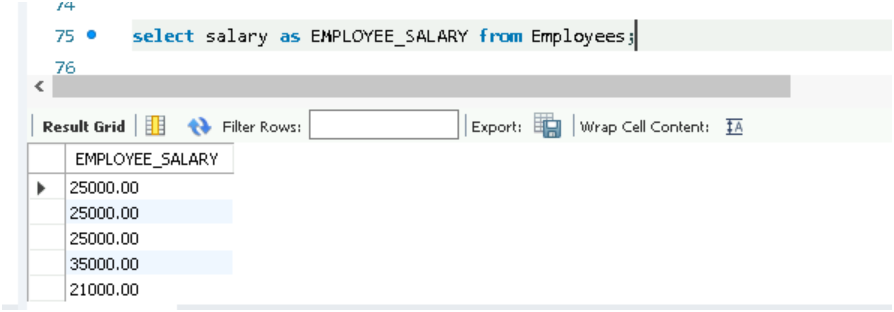 74
75 select salary as EMPLOYEE_SALARY from Employees;
76
Result Grid Filter Rows: Export: Wrap Cell Content: IA
EMPLOYEE_SALARY
25000.00
25000.00
25000.00
35000.00
21000.00